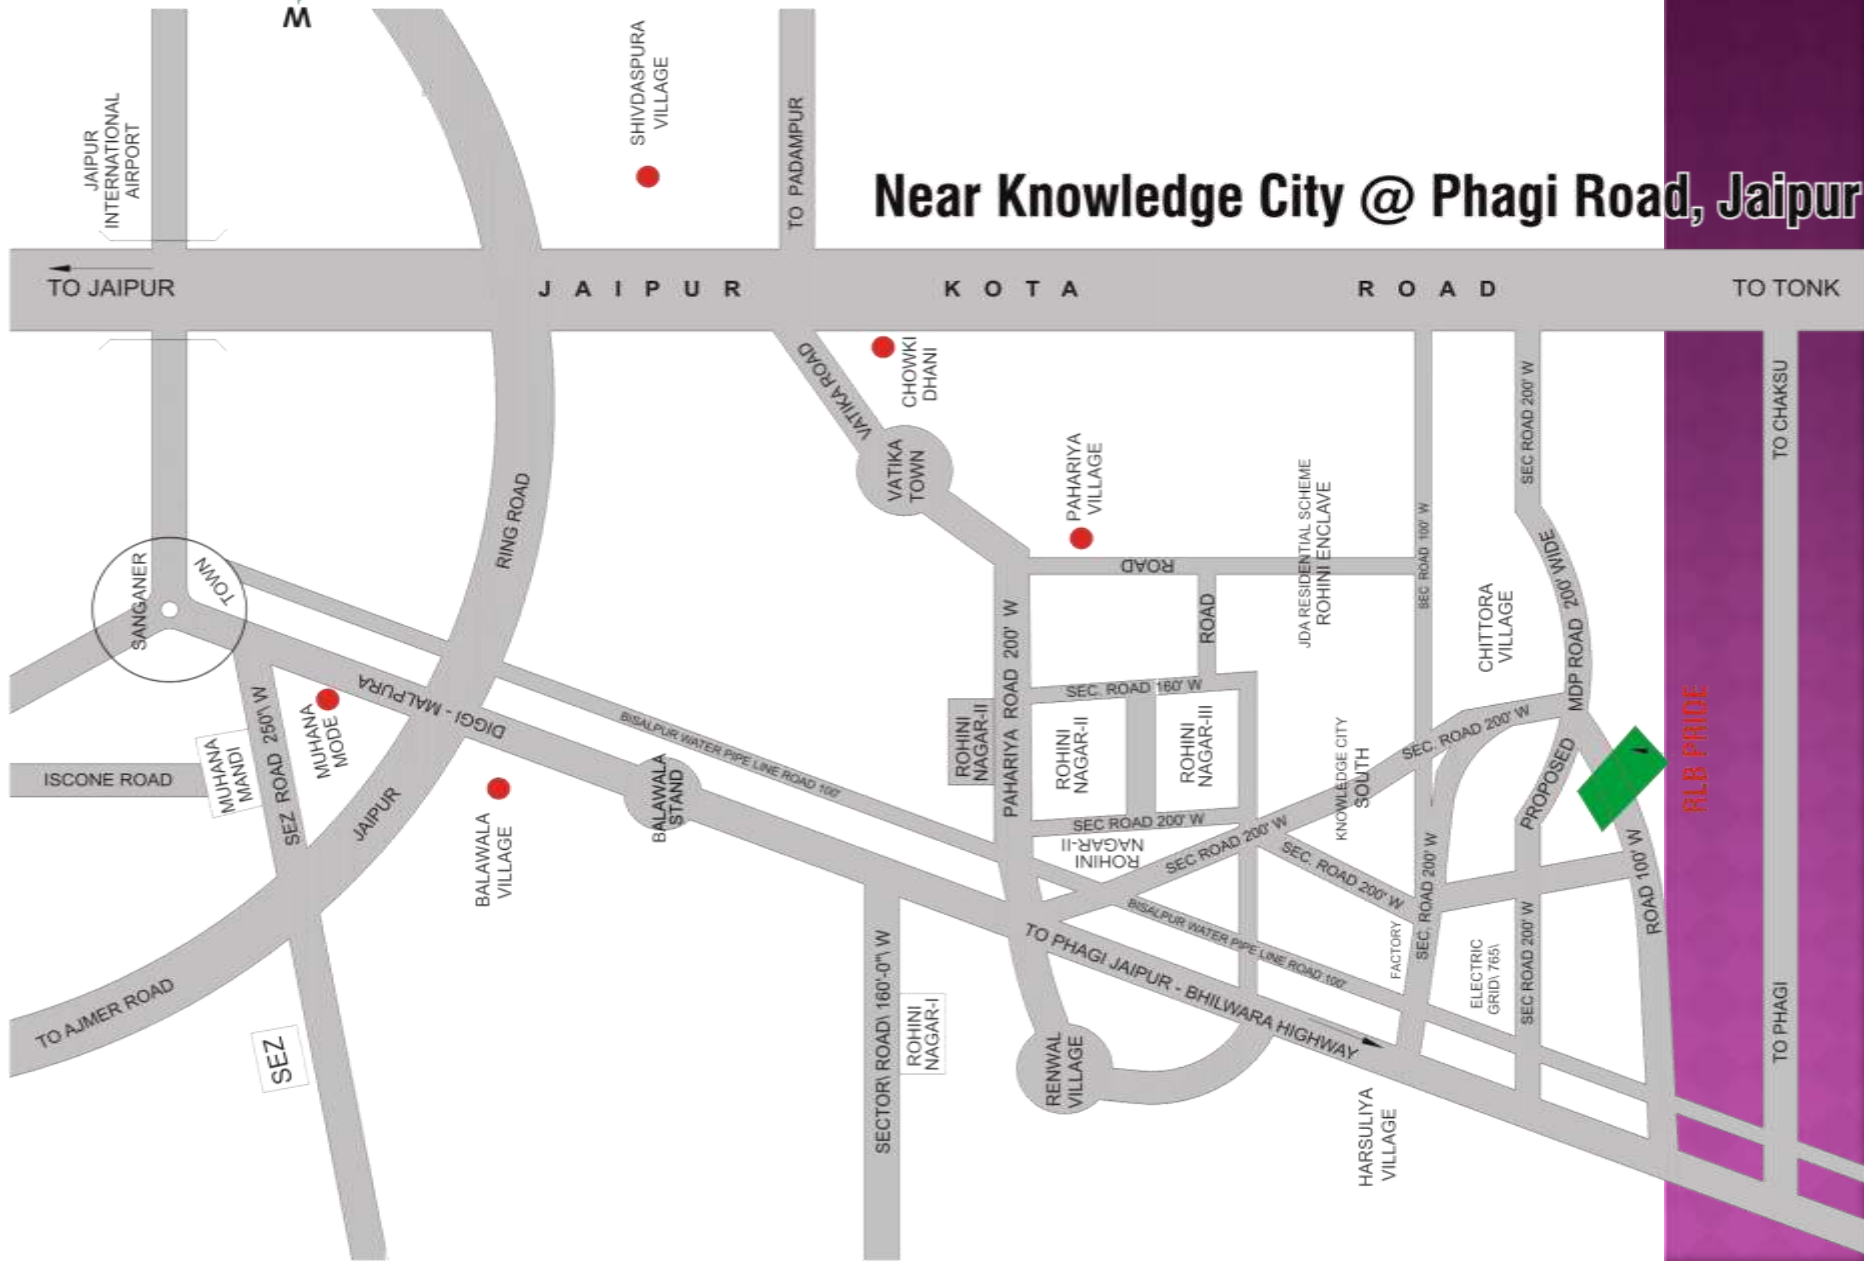 W
JAIPUR
INTERNATIONAL
AIRPORT
SHIVDASPURA
VILLAGE
TO PADAMPUR
Near Knowledge City @ Phagi Road, Jaipur
TO JAIPUR
JAIPUR KOTA ROAD
TO TONK
VATIKA ROAD
CHOWKI
DHANI
VATIKA
TOWN
PAHARIYA
VILLAGE
ROAD
ROAD
JDA RESIDENTIAL SCHEME
ROHINI ENCLAVE
SEC ROAD 100' W
SEC ROAD 200' W
TO CHAKSU
MDP ROAD 200' WIDE
CHITTORA
VILLAGE
RING ROAD
SANGANER
TOWN
DIGGI - MALPURA
MUHANA
MODE
MUHANA
MANDI
SEZ ROAD 250\ W
ISCONE ROAD
JAIPUR
BALAWALA
VILLAGE
BALAWALA
STAND
BISALPUR WATER PIPE LINE ROAD 100'
PAHARIYA ROAD 200' W
ROHINI
NAGAR-II
SEC. ROAD 160' W
ROHINI
NAGAR-II
ROHINI
NAGAR-III
SEC ROAD 200' W
ROHINI
NAGAR-II
SEC ROAD 200' W
KNOWLEDGE CITY
SOUTH
SEC. ROAD 200' W
PROPOSED
RLB PRIDE
SEC. ROAD 200' W
SEC. ROAD 200' W
ROAD 100' W
FACTORY
ELECTRIC
GRID\ 765\
SEC ROAD 200' W
BISALPUR WATER PIPE LINE ROAD 100'
TO PHAGI JAIPUR - BHILWARA HIGHWAY
TO PHAGI
TO AJMER ROAD
SEZ
SECTOR\ ROAD\ 160'-0"\ W
ROHINI
NAGAR-I
RENWAL
VILLAGE
HARSULIYA
VILLAGE